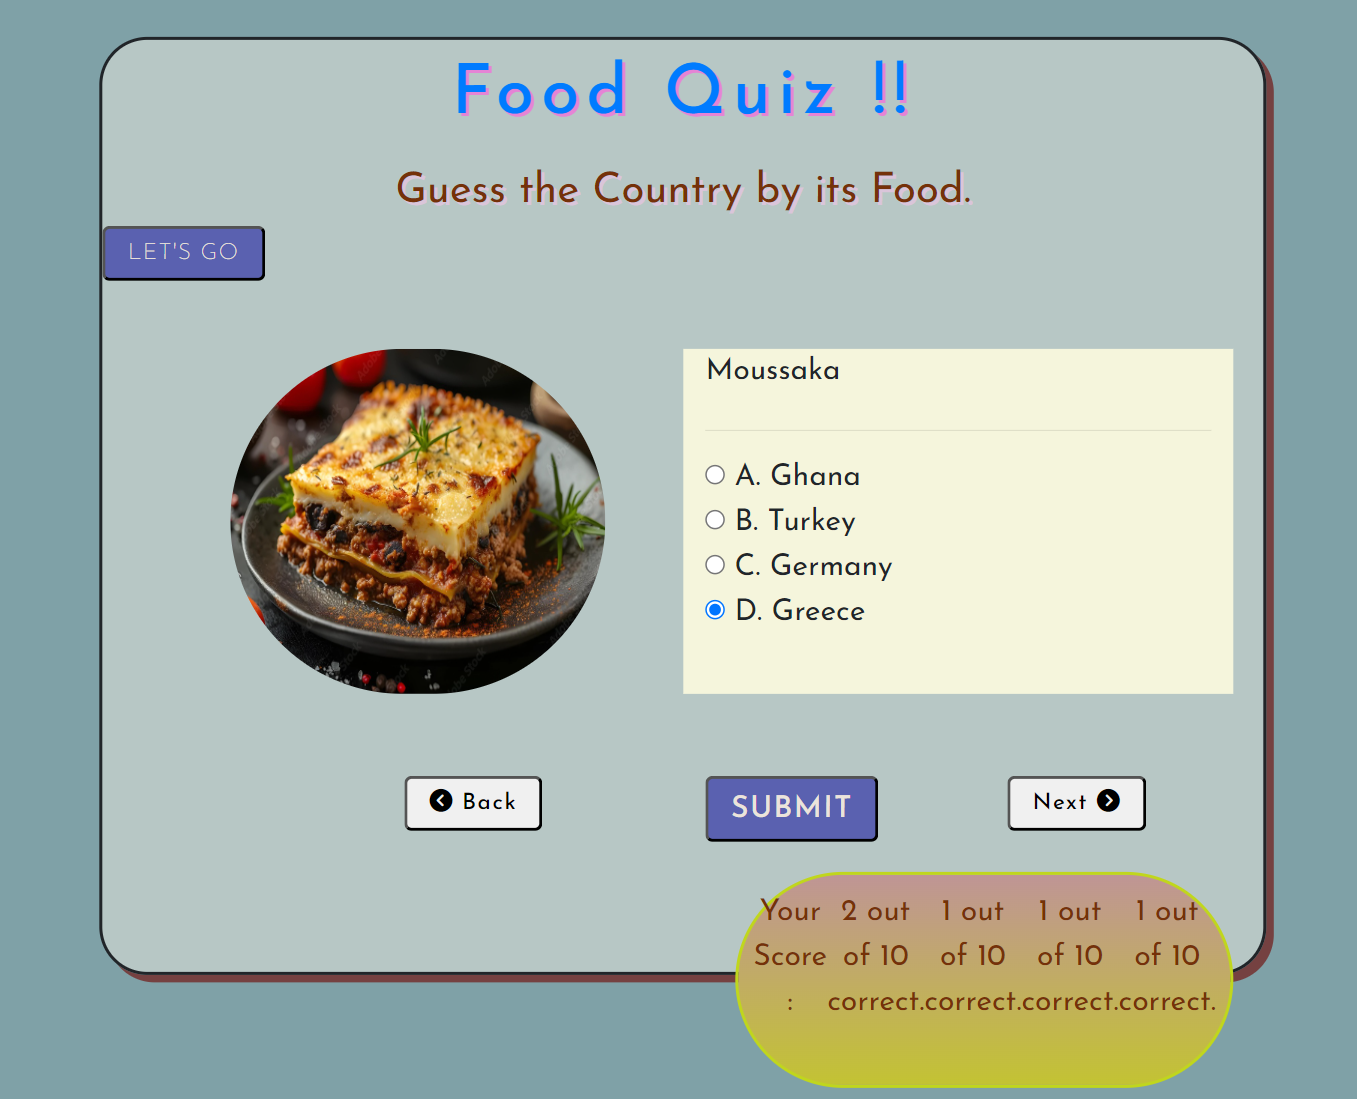 Food Quiz !!
Guess the Country by its Food.
LET'S GO
Moussaka
A. Ghana
B. Turkey
C. Germany
D. Greece
Back
SUBMIT
Next
Your 2 out 1 out 1 out 1 out
Score of 10 of 10 of 10 of 10
: correct.correct.correct.correct.